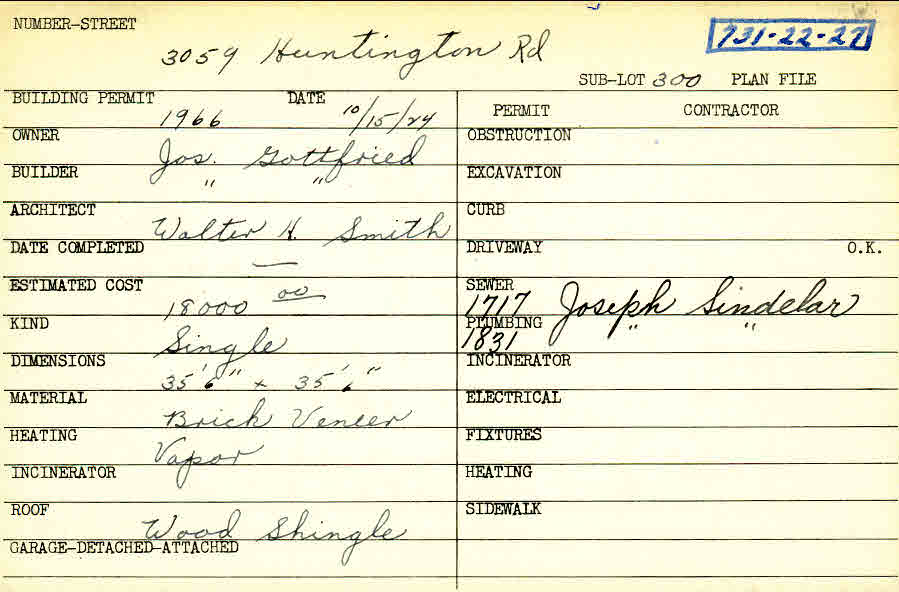 NUMBER-STREET
3059 Huntington Rd
731-22-27
SUB-LOT 300 PLAN FILE
BUILDING PERMIT DATE
1966 10/15/24
PERMIT CONTRACTOR
OWNER
Jos. Gottfried
OBSTRUCTION
BUILDER
" "
EXCAVATION
ARCHITECT
Walter H. Smith
CURB
DATE COMPLETED
—
DRIVEWAY O.K.
ESTIMATED COST
18000 00
SEWER
1717 Joseph Sindelar
KIND
Single
PLUMBING
1831 " "
DIMENSIONS
35'6" x 35'6"
INCINERATOR
MATERIAL
Brick Veneer
ELECTRICAL
HEATING
Vapor
FIXTURES
INCINERATOR
HEATING
ROOF
Wood Shingle
SIDEWALK
GARAGE-DETACHED-ATTACHED